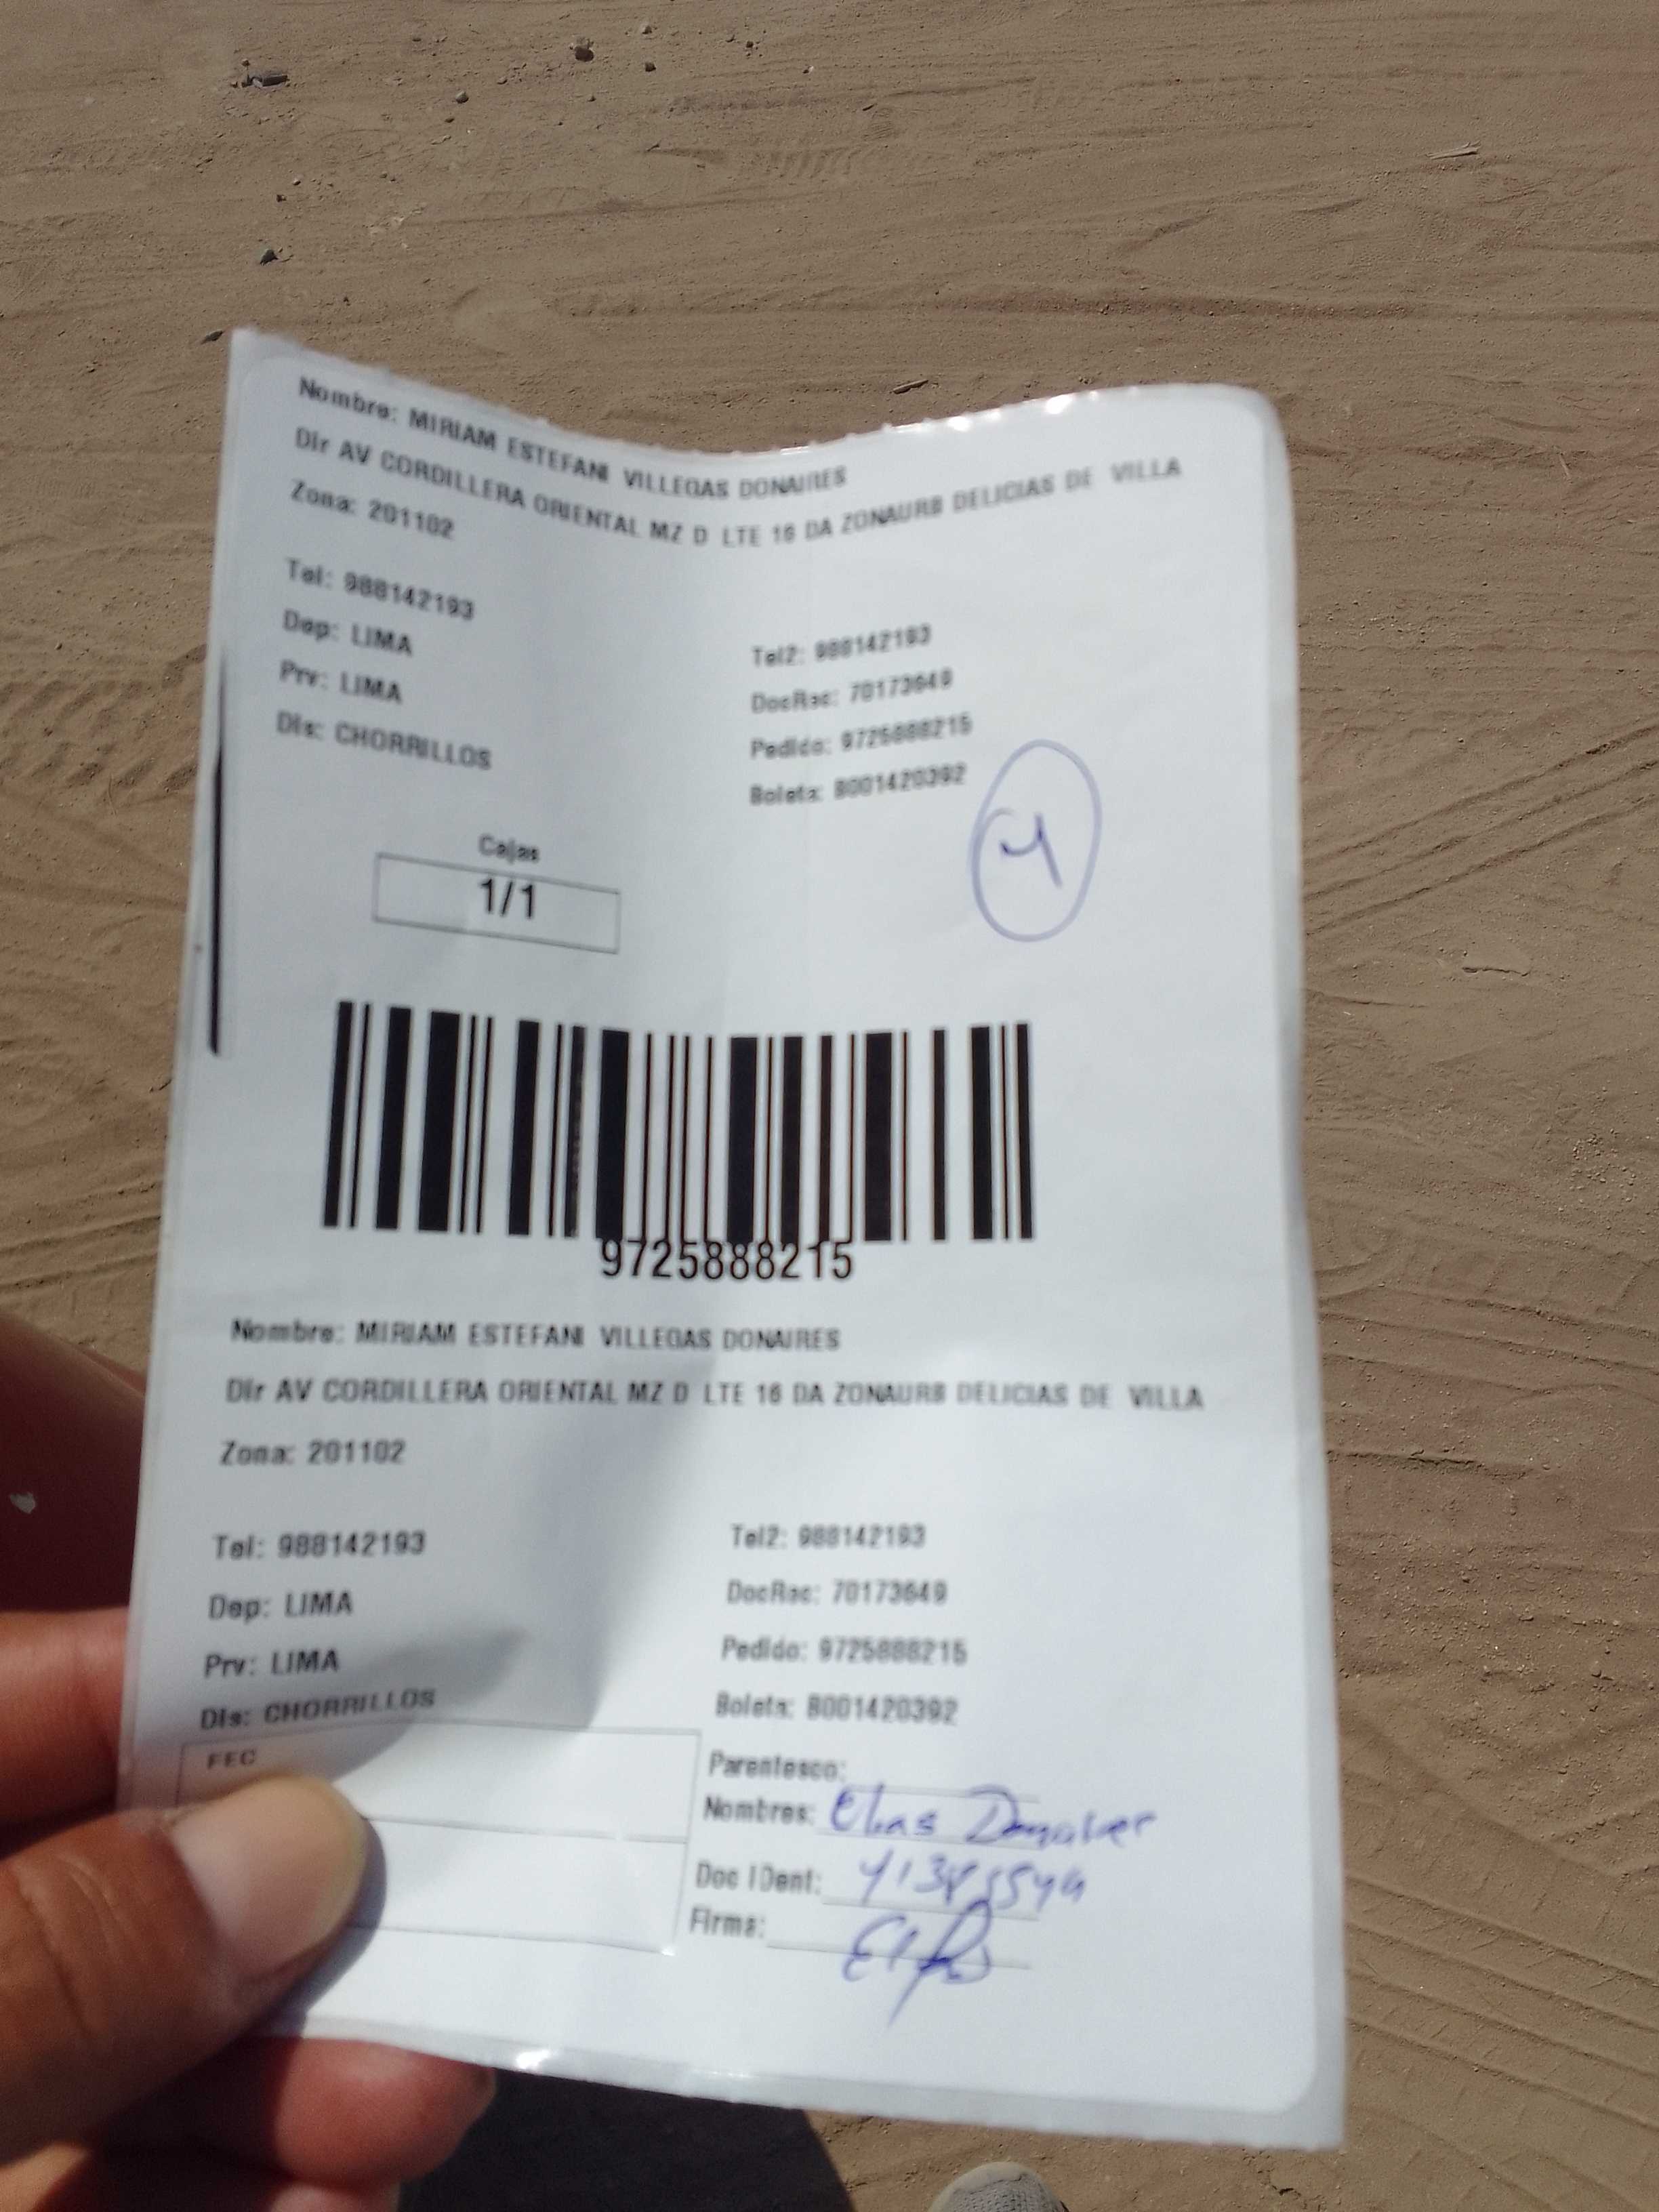 Nombre: MIRIAM ESTEFANI VILLEGAS DONAIRES
Dir AV CORDILLERA ORIENTAL MZ D LTE 16 DA ZONAURB DELICIAS DE VILLA
Zona: 201102
Tel: 988142193
Tel2: 988142193
Dep: LIMA
DocRac: 70173649
Prv: LIMA
Pedido: 9725888215
Dis: CHORRILLOS
Boleta: B001420392
4
Cajas
1/1
9725888215
Nombre: MIRIAM ESTEFANI VILLEGAS DONAIRES
Dir AV CORDILLERA ORIENTAL MZ D LTE 16 DA ZONAURB DELICIAS DE VILLA
Zona: 201102
Tel: 988142193
Tel2: 988142193
Dep: LIMA
DocRac: 70173649
Prv: LIMA
Pedido: 9725888215
Dis: CHORRILLOS
Boleta: B001420392
FEC
Parentesco:
Nombres: Elias
Doc IDent:
Firma: